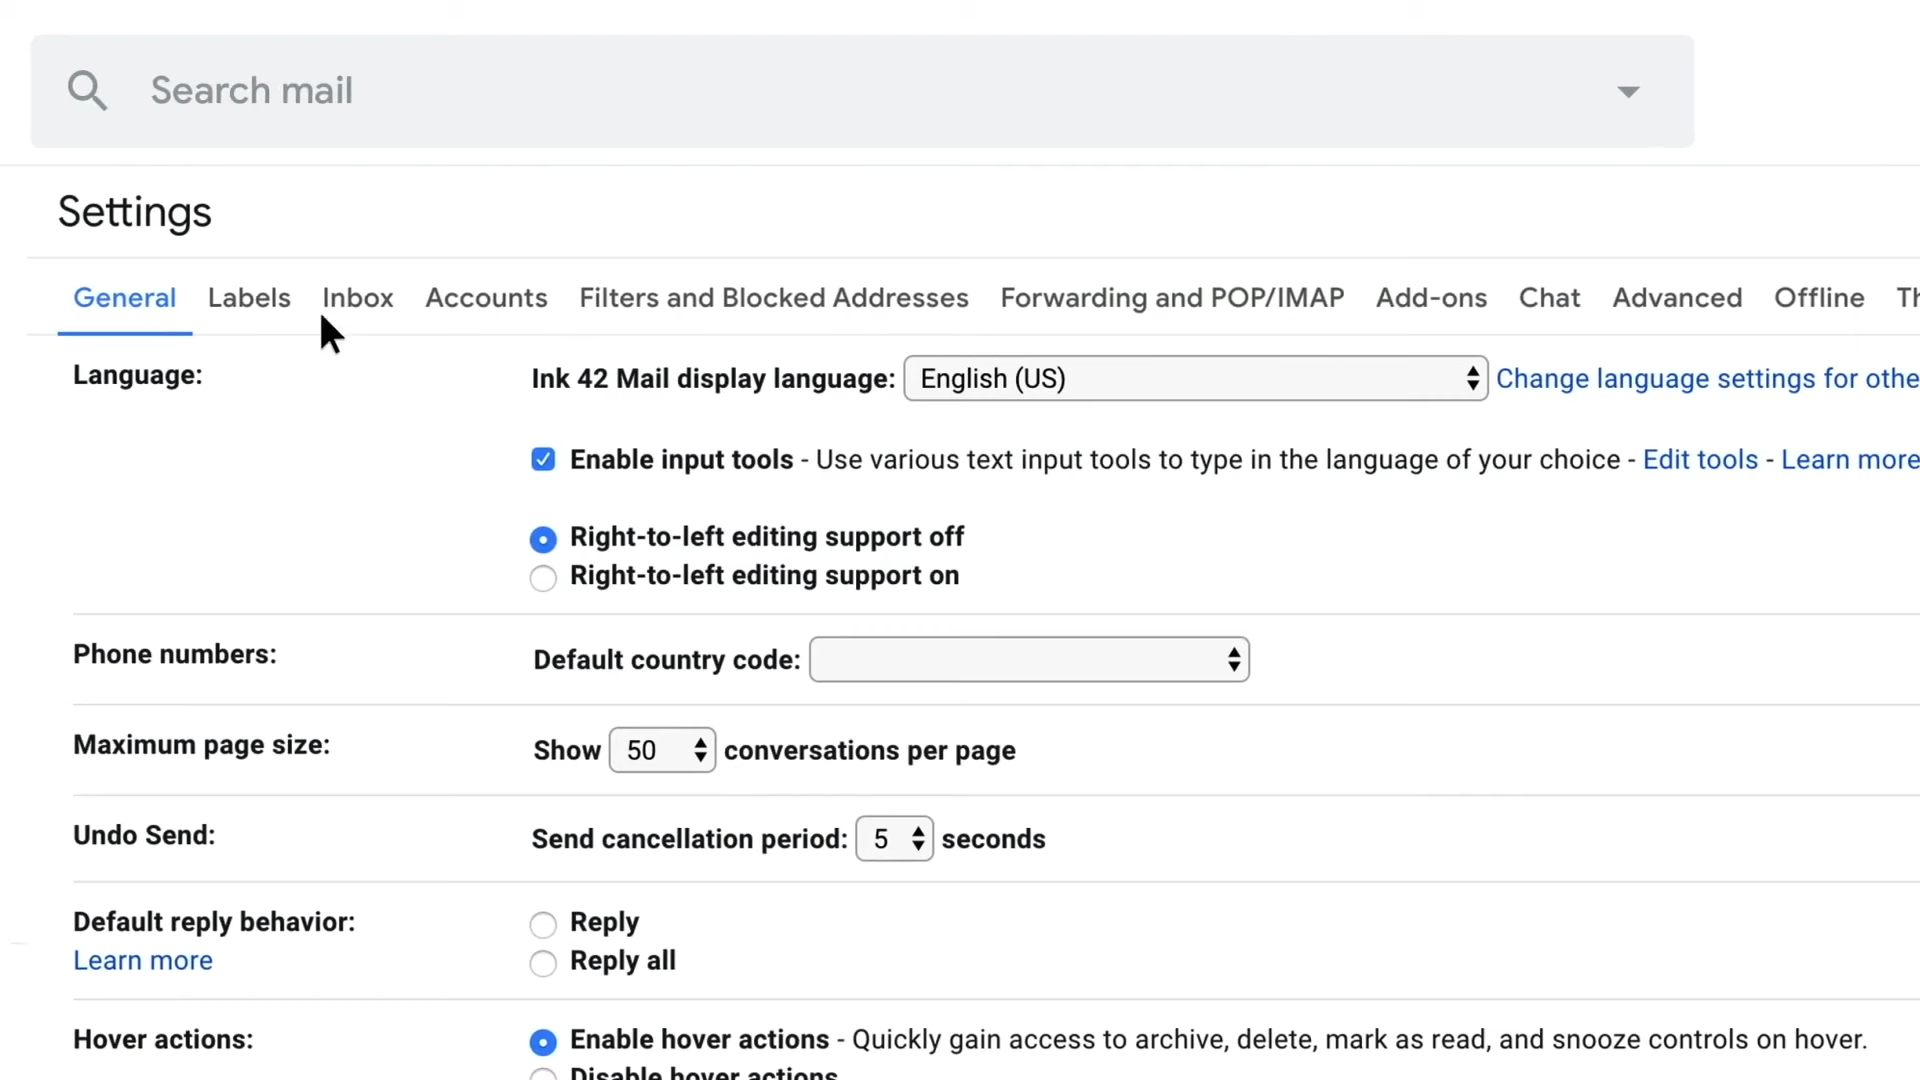 Search mail
Settings
General Labels Inbox Accounts Filters and Blocked Addresses Forwarding and POP/IMAP Add-ons Chat Advanced Offline Th
Language: Ink 42 Mail display language: English (US) Change language settings for othe
Enable input tools - Use various text input tools to type in the language of your choice - Edit tools - Learn more
Right-to-left editing support off
Right-to-left editing support on
Phone numbers: Default country code:
Maximum page size: Show 50 conversations per page
Undo Send: Send cancellation period: 5 seconds
Default reply behavior: Reply
Learn more Reply all
Hover actions: Enable hover actions - Quickly gain access to archive, delete, mark as read, and snooze controls on hover.
Disable hover actions